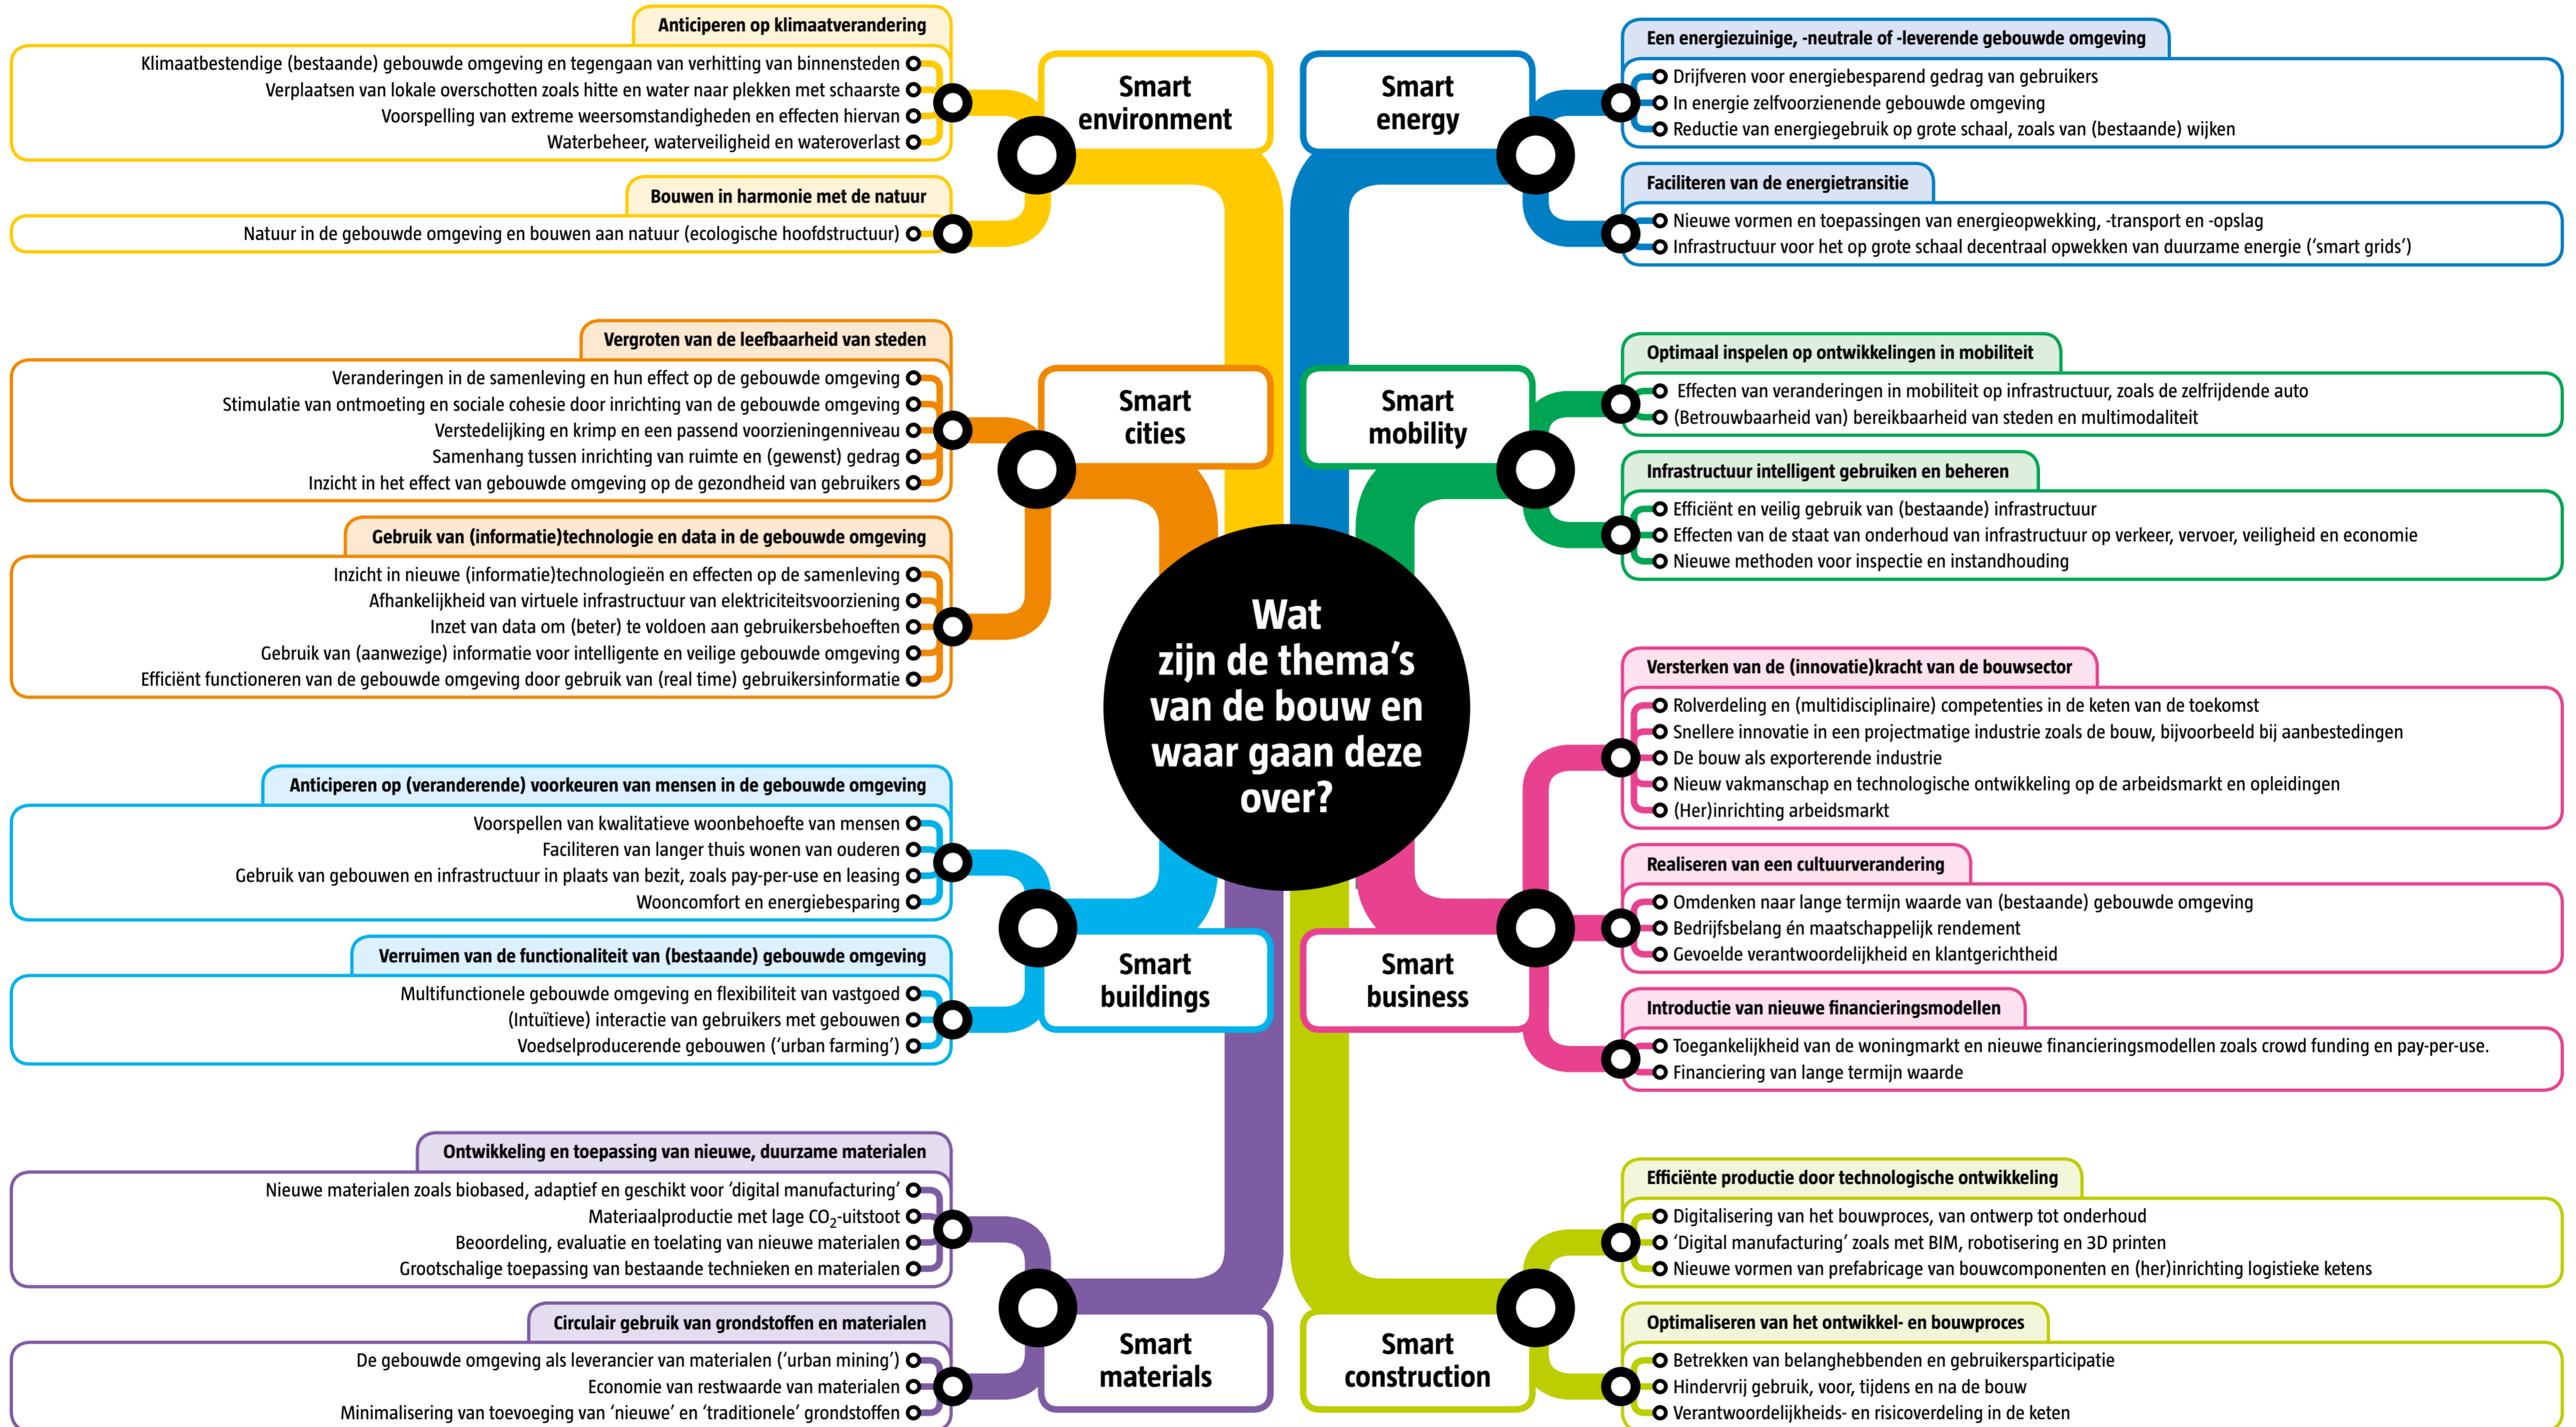 Wat
zijn de thema's
van de bouw en
waar gaan deze
over?
Smart
environment
Anticiperen op klimaatverandering
Klimaatbestendige (bestaande) gebouwde omgeving en tegengaan van verhitting van binnensteden
Verplaatsen van lokale overschotten zoals hitte en water naar plekken met schaarste
Voorspelling van extreme weersomstandigheden en effecten hiervan
Waterbeheer, waterveiligheid en wateroverlast
Bouwen in harmonie met de natuur
Natuur in de gebouwde omgeving en bouwen aan natuur (ecologische hoofdstructuur)
Smart
cities
Vergroten van de leefbaarheid van steden
Veranderingen in de samenleving en hun effect op de gebouwde omgeving
Stimulatie van ontmoeting en sociale cohesie door inrichting van de gebouwde omgeving
Verstedelijking en krimp en een passend voorzieningenniveau
Samenhang tussen inrichting van ruimte en (gewenst) gedrag
Inzicht in het effect van gebouwde omgeving op de gezondheid van gebruikers
Gebruik van (informatie)technologie en data in de gebouwde omgeving
Inzicht in nieuwe (informatie)technologieën en effecten op de samenleving
Afhankelijkheid van virtuele infrastructuur van elektriciteitsvoorziening
Inzet van data om (beter) te voldoen aan gebruikersbehoeften
Gebruik van (aanwezige) informatie voor intelligente en veilige gebouwde omgeving
Efficiënt functioneren van de gebouwde omgeving door gebruik van (real time) gebruikersinformatie
Smart
buildings
Anticiperen op (veranderende) voorkeuren van mensen in de gebouwde omgeving
Voorspellen van kwalitatieve woonbehoefte van mensen
Faciliteren van langer thuis wonen van ouderen
Gebruik van gebouwen en infrastructuur in plaats van bezit, zoals pay-per-use en leasing
Wooncomfort en energiebesparing
Verruimen van de functionaliteit van (bestaande) gebouwde omgeving
Multifunctionele gebouwde omgeving en flexibiliteit van vastgoed
(Intuïtieve) interactie van gebruikers met gebouwen
Voedselproducerende gebouwen ('urban farming')
Smart
materials
Ontwikkeling en toepassing van nieuwe, duurzame materialen
Nieuwe materialen zoals biobased, adaptief en geschikt voor 'digital manufacturing'
Materiaalproductie met lage CO₂-uitstoot
Beoordeling, evaluatie en toelating van nieuwe materialen
Grootschalige toepassing van bestaande technieken en materialen
Circulair gebruik van grondstoffen en materialen
De gebouwde omgeving als leverancier van materialen ('urban mining')
Economie van restwaarde van materialen
Minimalisering van toevoeging van 'nieuwe' en 'traditionele' grondstoffen
Smart
energy
Een energiezuinige, -neutrale of -leverende gebouwde omgeving
Drijfveren voor energiebesparend gedrag van gebruikers
In energie zelfvoorzienende gebouwde omgeving
Reductie van energiegebruik op grote schaal, zoals van (bestaande) wijken
Faciliteren van de energietransitie
Nieuwe vormen en toepassingen van energieopwekking, -transport en -opslag
Infrastructuur voor het op grote schaal decentraal opwekken van duurzame energie ('smart grids')
Smart
mobility
Optimaal inspelen op ontwikkelingen in mobiliteit
Effecten van veranderingen in mobiliteit op infrastructuur, zoals de zelfrijdende auto
(Betrouwbaarheid van) bereikbaarheid van steden en multimodaliteit
Infrastructuur intelligent gebruiken en beheren
Efficiënt en veilig gebruik van (bestaande) infrastructuur
Effecten van de staat van onderhoud van infrastructuur op verkeer, vervoer, veiligheid en economie
Nieuwe methoden voor inspectie en instandhouding
Smart
business
Versterken van de (innovatie)kracht van de bouwsector
Rolverdeling en (multidisciplinaire) competenties in de keten van de toekomst
Snellere innovatie in een projectmatige industrie zoals de bouw, bijvoorbeeld bij aanbestedingen
De bouw als exporterende industrie
Nieuw vakmanschap en technologische ontwikkeling op de arbeidsmarkt en opleidingen
(Her)inrichting arbeidsmarkt
Realiseren van een cultuurverandering
Omdenken naar lange termijn waarde van (bestaande) gebouwde omgeving
Bedrijfsbelang én maatschappelijk rendement
Gevoelde verantwoordelijkheid en klantgerichtheid
Introductie van nieuwe financieringsmodellen
Toegankelijkheid van de woningmarkt en nieuwe financieringsmodellen zoals crowd funding en pay-per-use.
Financiering van lange termijn waarde
Smart
construction
Efficiënte productie door technologische ontwikkeling
Digitalisering van het bouwproces, van ontwerp tot onderhoud
'Digital manufacturing' zoals met BIM, robotisering en 3D printen
Nieuwe vormen van prefabricage van bouwcomponenten en (her)inrichting logistieke ketens
Optimaliseren van het ontwikkel- en bouwproces
Betrekken van belanghebbenden en gebruikersparticipatie
Hindervrij gebruik, voor, tijdens en na de bouw
Verantwoordelijkheids- en risicoverdeling in de keten